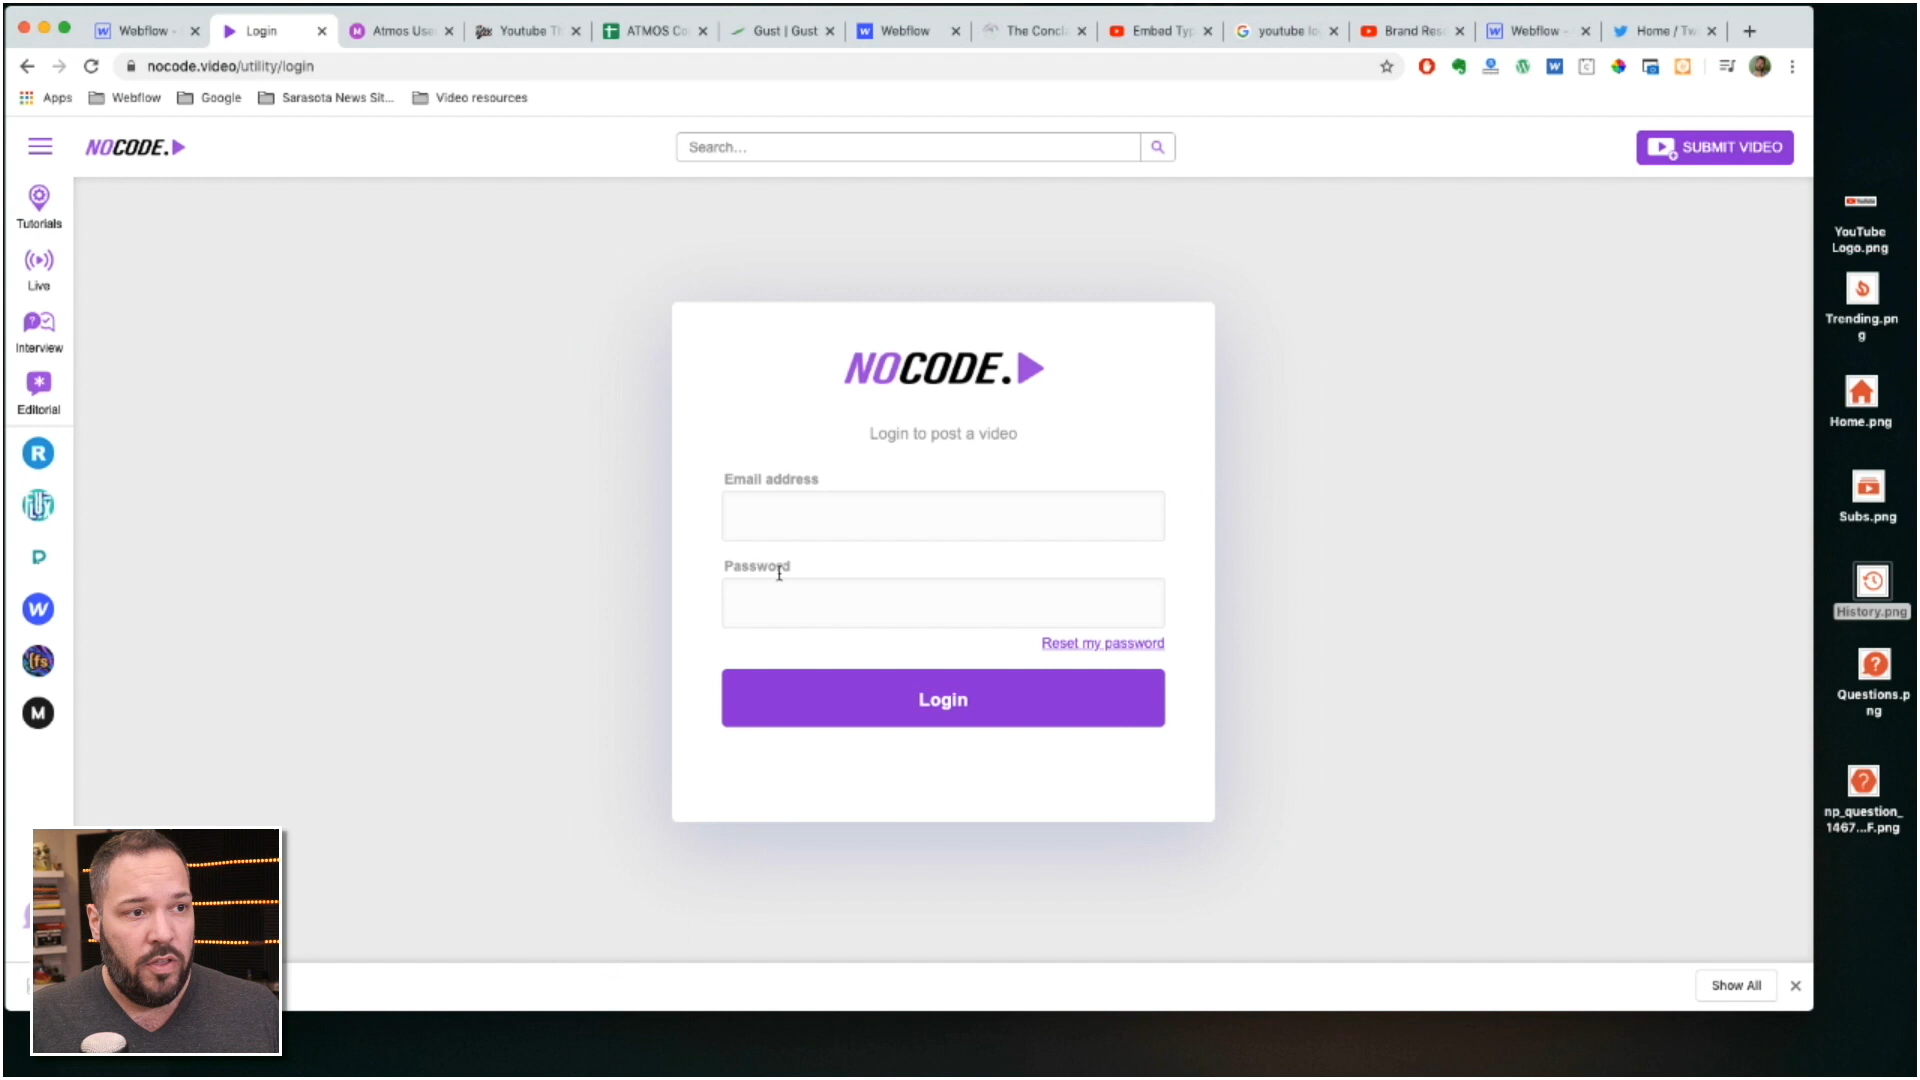 Webflow -
Login
Atmos Use
Youtube Th
ATMOS Co
Gust | Gust
Webflow
The Concl
Embed Typ
youtube lo
Brand Res
Webflow -
Home / Tw
nocode.video/utility/login
Apps
Webflow
Google
Sarasota News Sit...
Video resources
NOCODE.
Search...
SUBMIT VIDEO
Tutorials
Live
Interview
Editorial
R
P
W
{fs
M
NOCODE.
Login to post a video
Email address
Password
Reset my password
Login
Show All
YouTube
Logo.png
Trending.pn
g
Home.png
Subs.png
History.png
Questions.p
ng
np_question_
1467...F.png